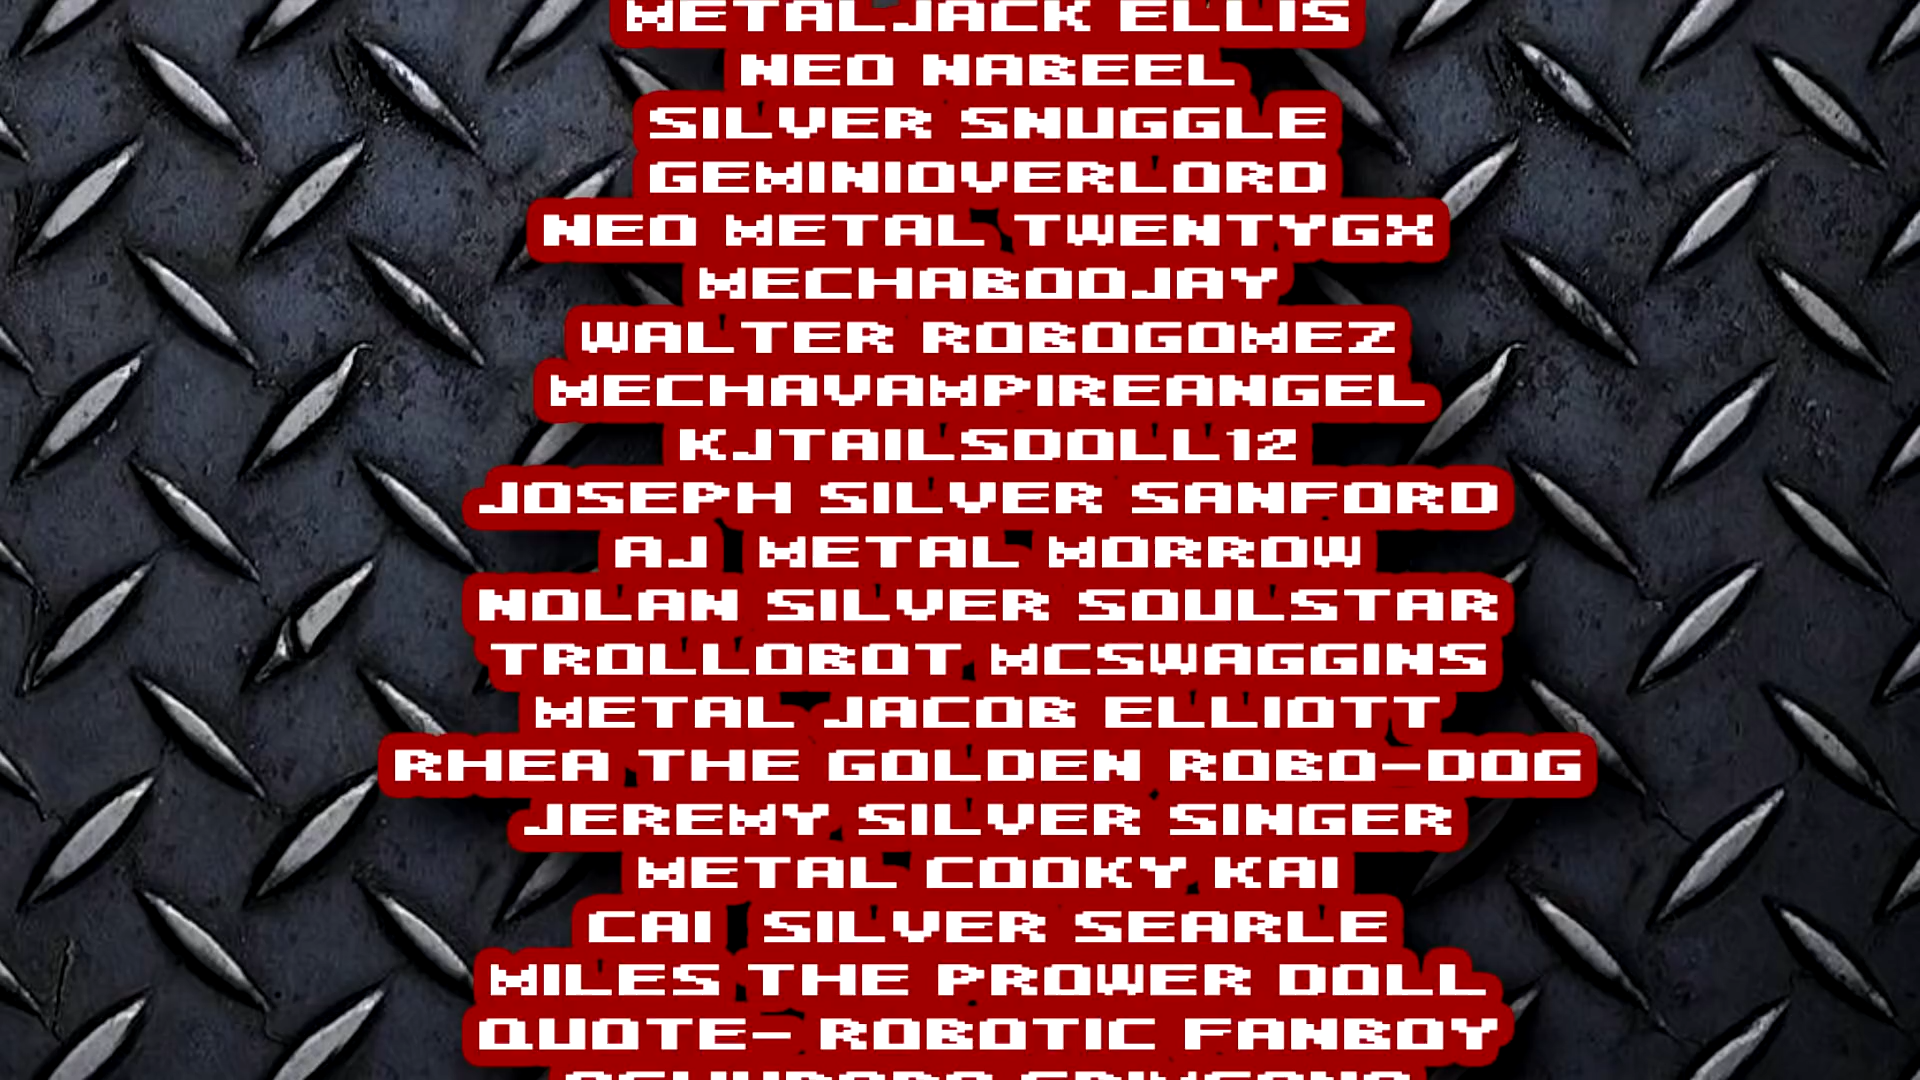 METALJACK ELLIS
NEO NABEEL
SILVER SNUGGLE
GEMINIOVERLORD
NEO METAL TWENTYGX
MECHABOOJAY
WALTER ROBOGOMEZ
MECHAVAMPIREANGEL
KJTAILSDOLL12
JOSEPH SILVER SANFORD
AJ METAL MORROW
NOLAN SILVER SOULSTAR
TROLLOBOT MCSWAGGINS
METAL JACOB ELLIOTT
RHEA THE GOLDEN ROBO-DOG
JEREMY SILVER SINGER
METAL COOKY KAI
CAI SILVER SEARLE
MILES THE PROWER DOLL
QUOTE- ROBOTIC FANBOY